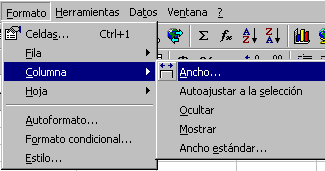 Formato Herramientas Datos Ventana ?
Celdas... Ctrl+1
Fila
Columna
Hoja
Autoformato...
Formato condicional...
Estilo...
Ancho...
Autoajustar a la selección
Ocultar
Mostrar
Ancho estándar...